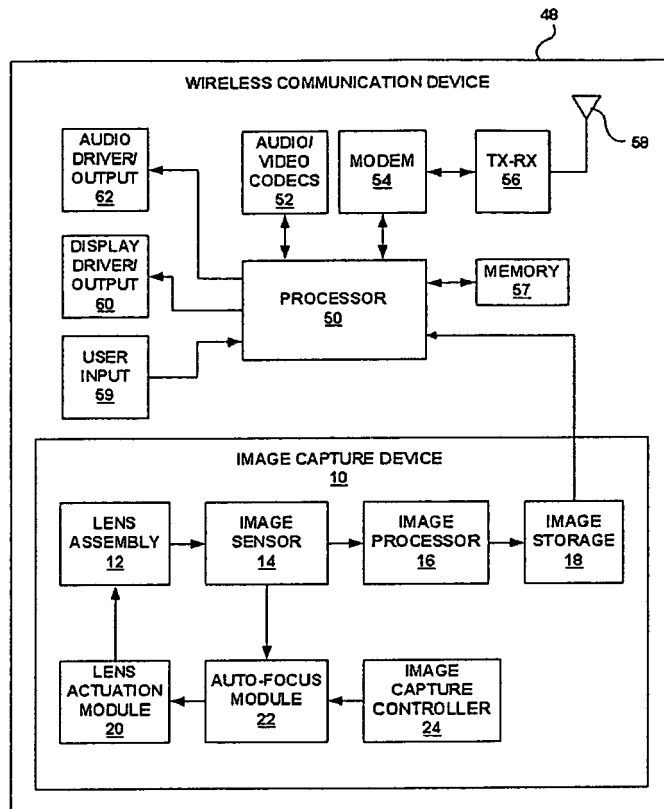 48
WIRELESS COMMUNICATION DEVICE
58
AUDIO
DRIVER/
OUTPUT
62
AUDIO/
VIDEO
CODECS
52
MODEM
54
TX-RX
56
DISPLAY
DRIVER/
OUTPUT
60
PROCESSOR
50
MEMORY
57
USER
INPUT
59
IMAGE CAPTURE DEVICE
10
LENS
ASSEMBLY
12
IMAGE
SENSOR
14
IMAGE
PROCESSOR
16
IMAGE
STORAGE
18
LENS
ACTUATION
MODULE
20
AUTO-FOCUS
MODULE
22
IMAGE
CAPTURE
CONTROLLER
24